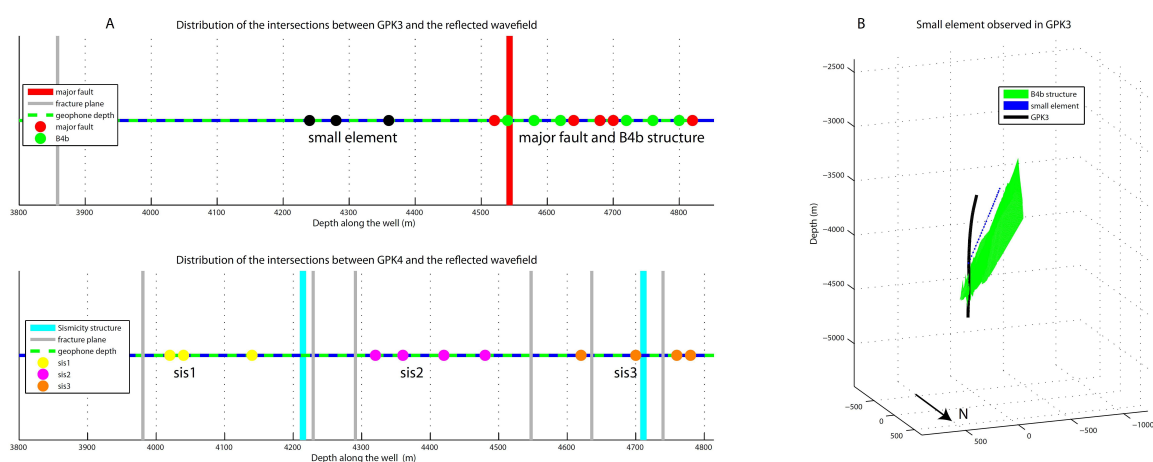 A
Distribution of the intersections between GPK3 and the reflected wavefield
major fault
fracture plane
geophone depth
major fault
B4b
small element
major fault and B4b structure
3800 3900 4000 4100 4200 4300 4400 4500 4600 4700 4800
Depth along the well (m)
Distribution of the intersections between GPK4 and the reflected wavefield
Sismicity structure
fracture plane
geophone depth
sis1
sis2
sis3
sis1
sis2
sis3
3800 3900 4000 4100 4200 4300 4400 4500 4600 4700 4800
Depth along the well (m)
B
Small element observed in GPK3
B4b structure
small element
GPK3
−2500
−3000
−3500
−4000
−4500
−5000
Depth (m)
−500
0
500
N
500
0
−500
−1000